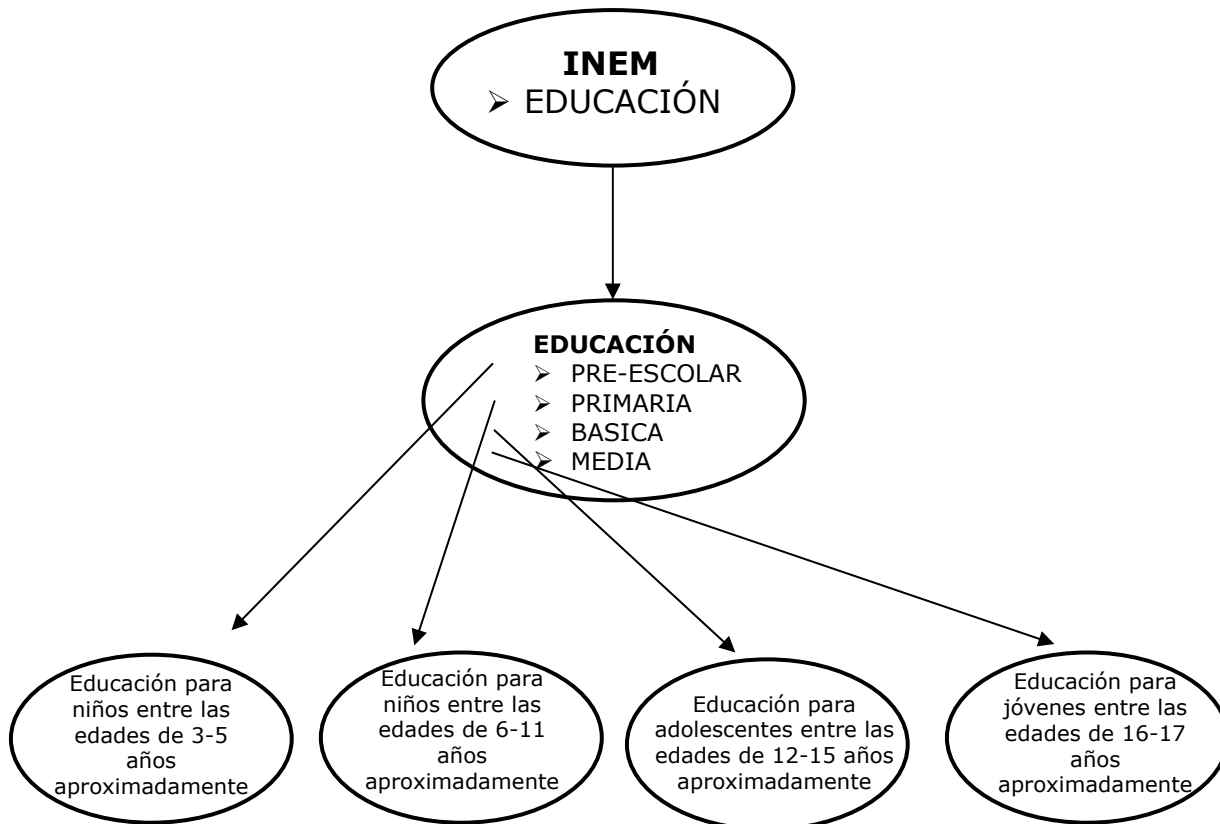 INEM
➢ EDUCACIÓN
EDUCACIÓN
➢ PRE-ESCOLAR
➢ PRIMARIA
➢ BASICA
➢ MEDIA
Educación para
niños entre las
edades de 3-5
años
aproximadamente
Educación para
niños entre las
edades de 6-11
años
aproximadamente
Educación para
adolescentes entre las
edades de 12-15 años
aproximadamente
Educación para
jóvenes entre las
edades de 16-17
años
aproximadamente